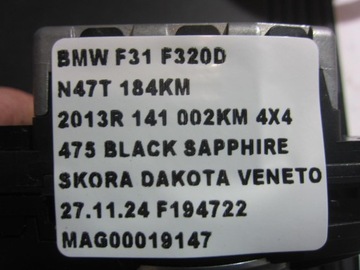 BMW F31 F320D
N47T 184KM
2013R 141 002KM 4X4
475 BLACK SAPPHIRE
SKORA DAKOTA VENETO
27.11.24 F194722
MAG00019147